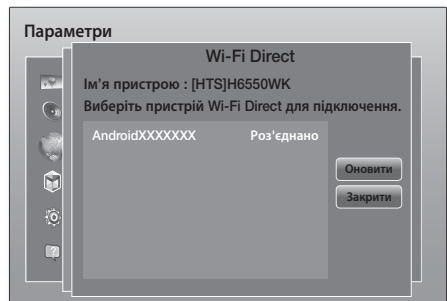 Параметри
Wi-Fi Direct
Ім’я пристрою : [HTS]H6550WK
Виберіть пристрій Wi-Fi Direct для підключення.
AndroidXXXXXXX Роз'єднано
Оновити
Закрити